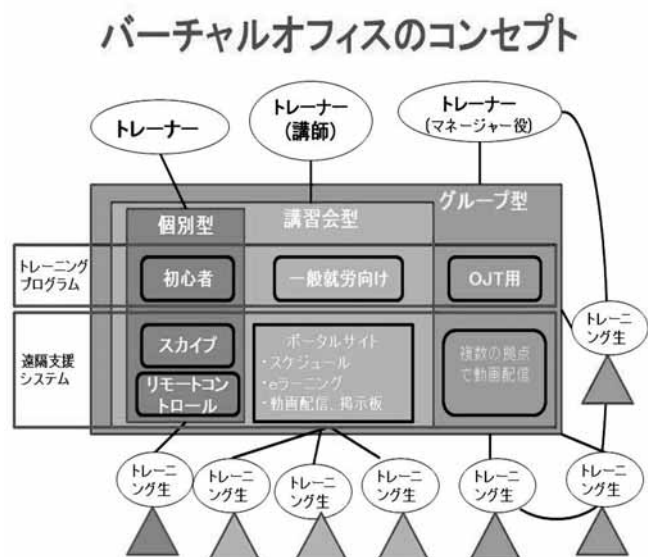 バーチャルオフィスのコンセプト
トレーナー
トレーナー
(講師)
トレーナー
(マネージャー役)
グループ型
個別型
講習会型
トレーニング
プログラム
初心者
一般就労向け
OJT用
遠隔支援
システム
スカイプ
リモートコン
トロール
ポータルサイト
・スケジュール
・eラーニング
・動画配信、掲示板
複数の拠点
で動画配信
トレーニ
ング生
トレーニ
ング生
トレーニ
ング生
トレーニ
ング生
トレーニ
ング生
トレーニ
ング生
トレーニ
ング生